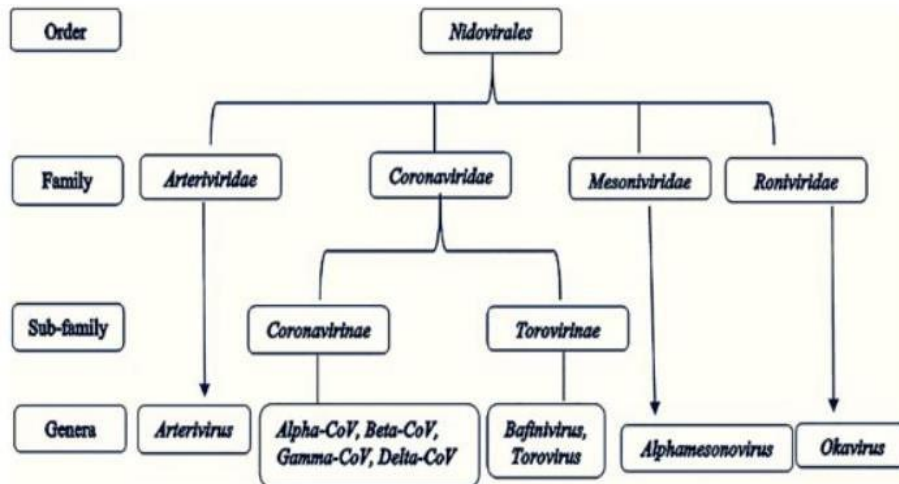 Order
Nidovirales
Family
Arteriviridae
Coronaviridae
Mesoniviridae
Roniviridae
Sub-family
Coronavirinae
Torovirinae
Genera
Arterivirus
Alpha-CoV, Beta-CoV,
Gamma-CoV, Delta-CoV
Bafinivirus,
Torovirus
Alphamesonovirus
Okavirus